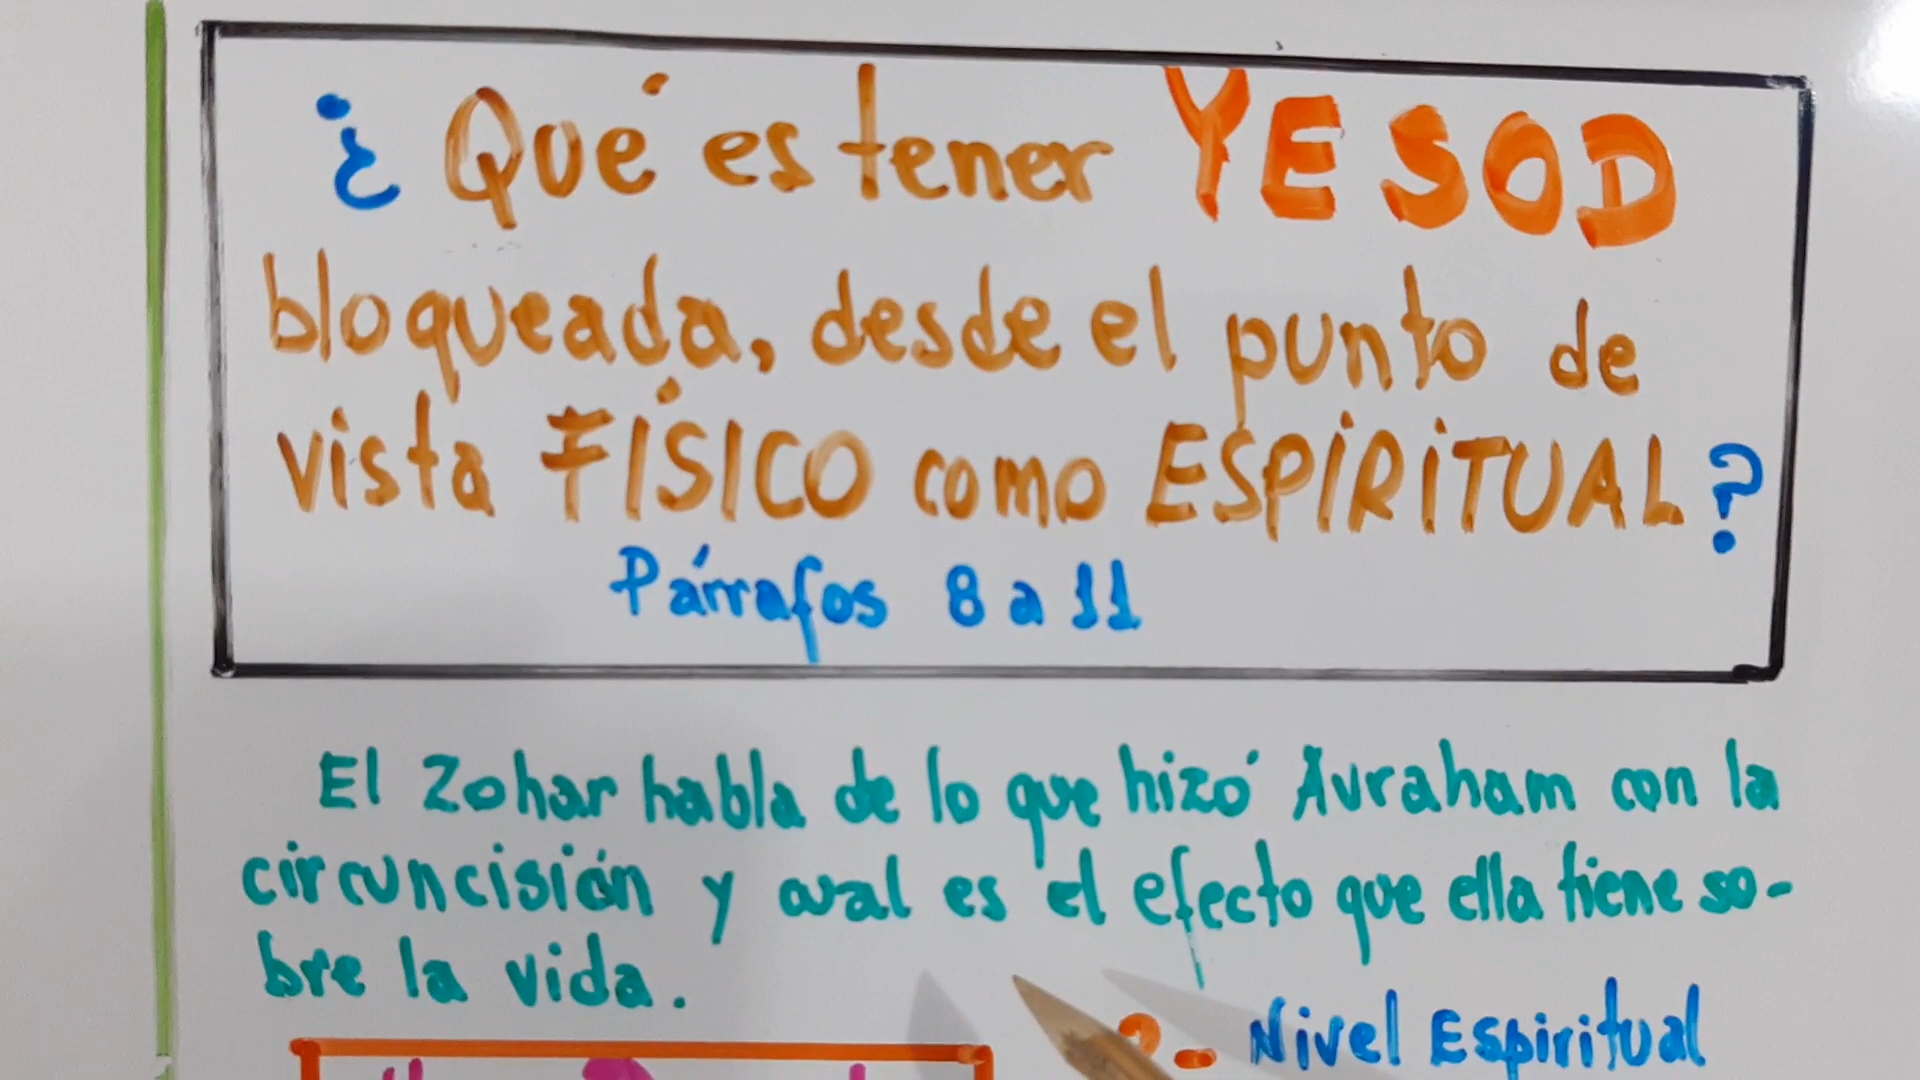 ¿Qué es tener YESOD
bloqueada, desde el punto de
vista FÍSICO como ESPIRITUAL?
Párrafos 8 a 11
El Zohar habla de lo que hizó Avraham con la
circuncisión y cual es el efecto que ella tiene so-
bre la vida.
2- Nivel Espiritual